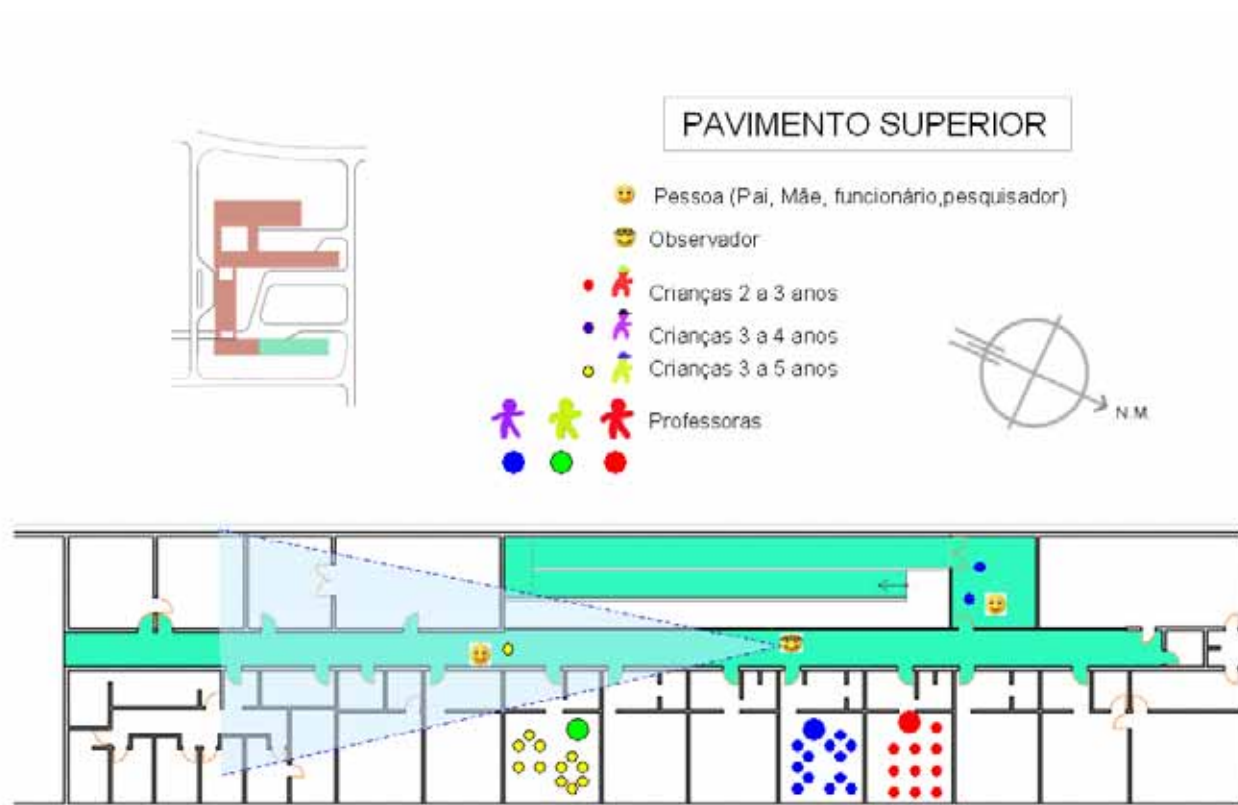 PAVIMENTO SUPERIOR
Pessoa (Pai, Mãe, funcionário,pesquisador)
Observador
Crianças 2 a 3 anos
Crianças 3 a 4 anos
Crianças 3 a 5 anos
Professoras
N.M.